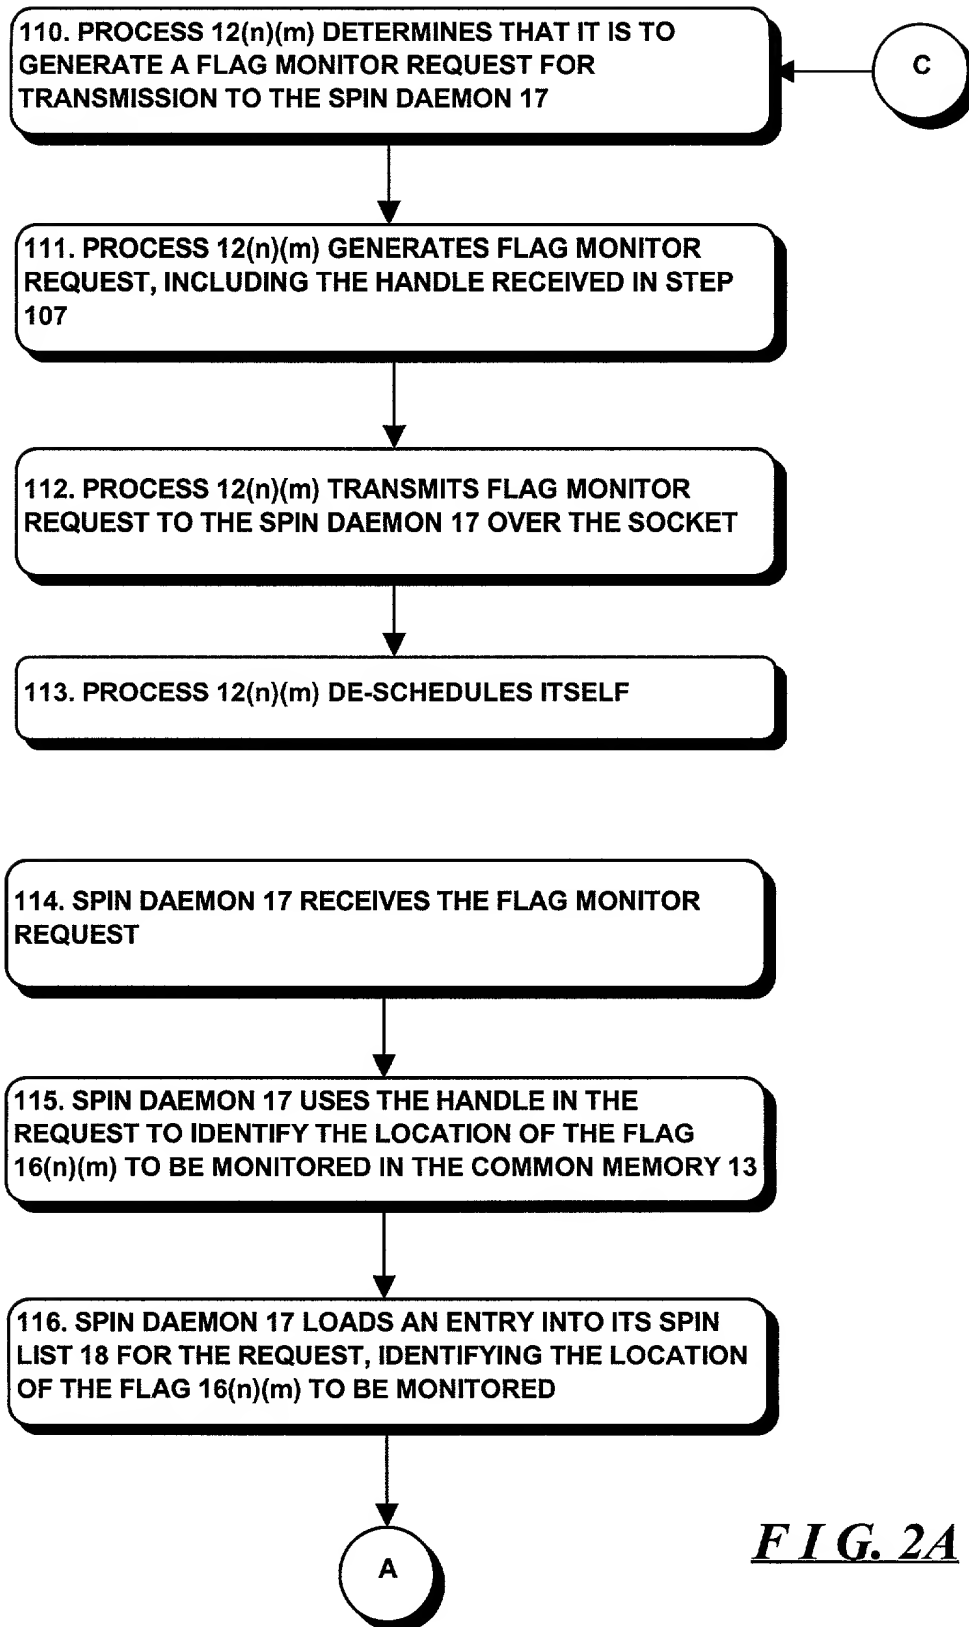 110. PROCESS 12(n)(m) DETERMINES THAT IT IS TO
GENERATE A FLAG MONITOR REQUEST FOR
TRANSMISSION TO THE SPIN DAEMON 17
C
111. PROCESS 12(n)(m) GENERATES FLAG MONITOR
REQUEST, INCLUDING THE HANDLE RECEIVED IN STEP
107
112. PROCESS 12(n)(m) TRANSMITS FLAG MONITOR
REQUEST TO THE SPIN DAEMON 17 OVER THE SOCKET
113. PROCESS 12(n)(m) DE-SCHEDULES ITSELF
114. SPIN DAEMON 17 RECEIVES THE FLAG MONITOR
REQUEST
115. SPIN DAEMON 17 USES THE HANDLE IN THE
REQUEST TO IDENTIFY THE LOCATION OF THE FLAG
16(n)(m) TO BE MONITORED IN THE COMMON MEMORY 13
116. SPIN DAEMON 17 LOADS AN ENTRY INTO ITS SPIN
LIST 18 FOR THE REQUEST, IDENTIFYING THE LOCATION
OF THE FLAG 16(n)(m) TO BE MONITORED
A
FIG. 2A